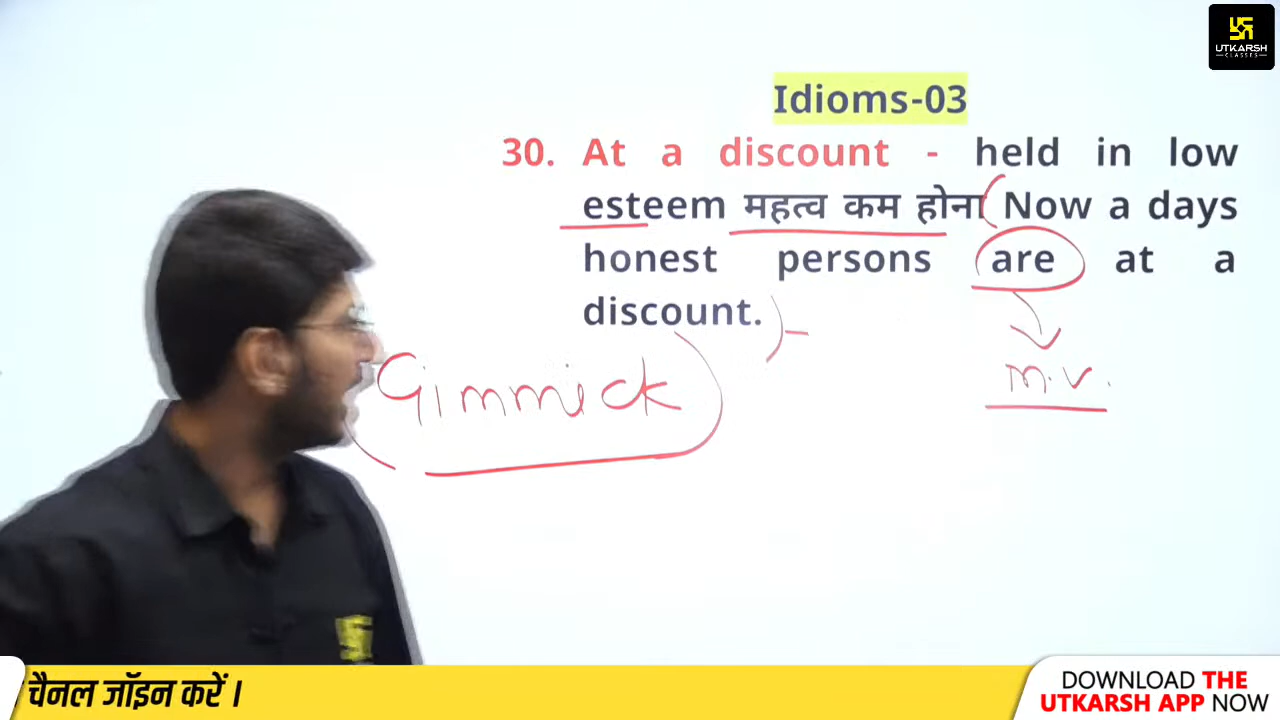 UTKARSH
CLASSES
Idioms-03
30. At a discount - held in low
esteem महत्व कम होना (Now a days
honest persons are at a
discount. ) -
Gimmick
m.v.
चैनल जॉइन करें ।
DOWNLOAD THE
UTKARSH APP NOW